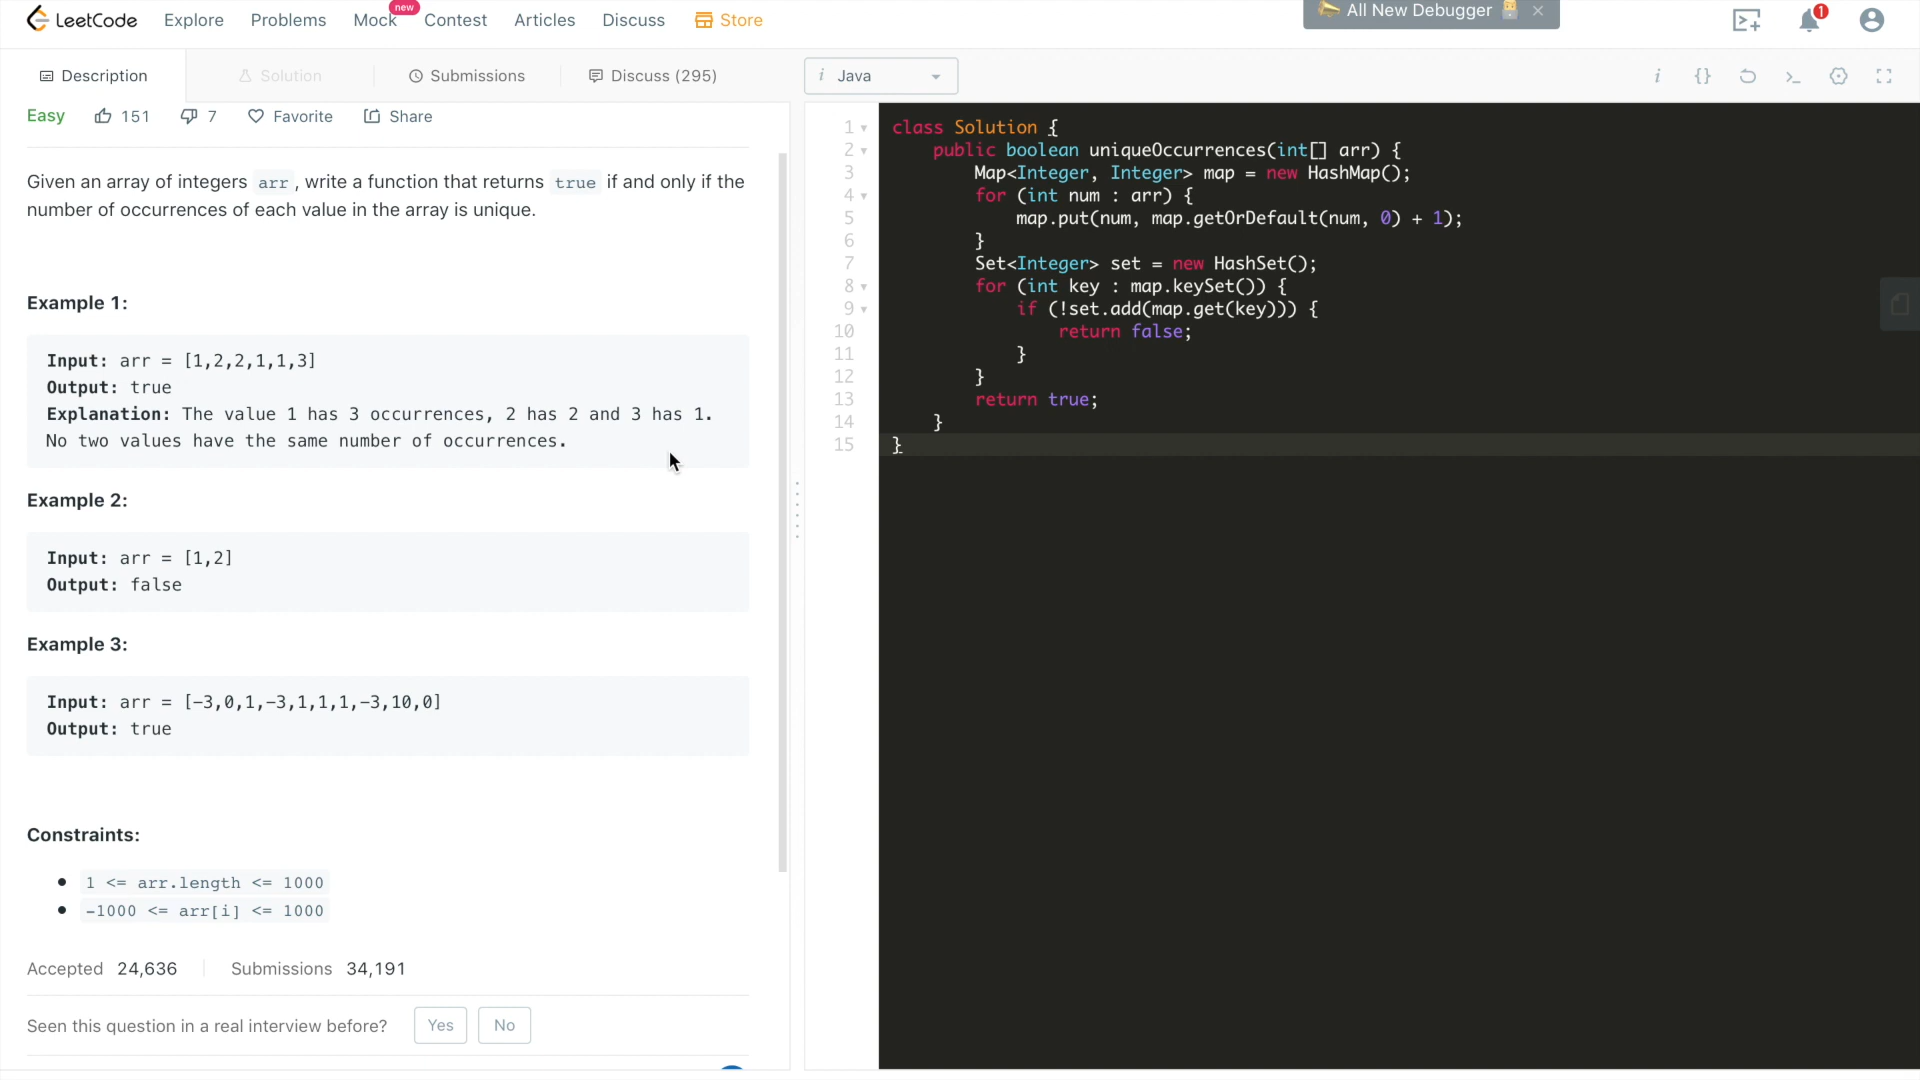 LeetCode Explore Problems Mock new Contest Articles Discuss Store All New Debugger 1
Description Solution Submissions Discuss (295) Java
Easy 151 7 Favorite Share
Given an array of integers arr, write a function that returns true if and only if the
number of occurrences of each value in the array is unique.
Example 1:
Input: arr = [1,2,2,1,1,3]
Output: true
Explanation: The value 1 has 3 occurrences, 2 has 2 and 3 has 1.
No two values have the same number of occurrences.
Example 2:
Input: arr = [1,2]
Output: false
Example 3:
Input: arr = [-3,0,1,-3,1,1,1,-3,10,0]
Output: true
Constraints:
1 <= arr.length <= 1000
-1000 <= arr[i] <= 1000
Accepted 24,636 Submissions 34,191
Seen this question in a real interview before? Yes No
1 class Solution {
2 public boolean uniqueOccurrences(int[] arr) {
3 Map<Integer, Integer> map = new HashMap();
4 for (int num : arr) {
5 map.put(num, map.getOrDefault(num, 0) + 1);
6 }
7 Set<Integer> set = new HashSet();
8 for (int key : map.keySet()) {
9 if (!set.add(map.get(key))) {
10 return false;
11 }
12 }
13 return true;
14 }
15 }